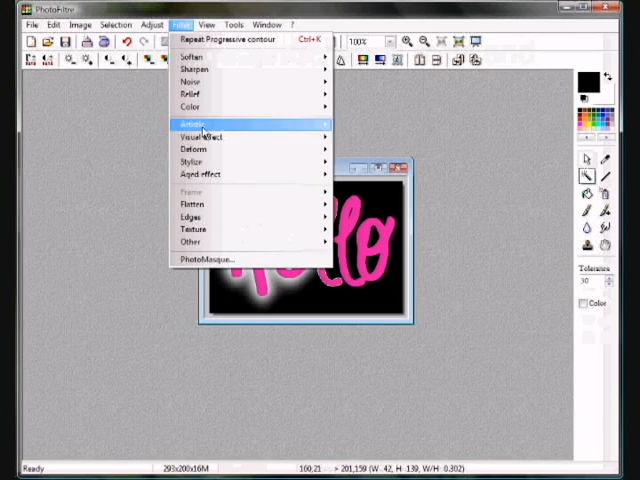 PhotoFiltre
File Edit Image Selection Adjust Filter View Tools Window ?
100%
Repeat Progressive contour Ctrl+K
Soften
Sharpen
Noise
Relief
Color
Artistic
Visual effect
Deform
Stylize
Aged effect
Frame
Flatten
Edges
Texture
Other
PhotoMasque...
hello
Tolerance
30
Color
Ready 293x200x16M 160,21 -> 201,159 (W -42, H -139, W/H : 0.302)